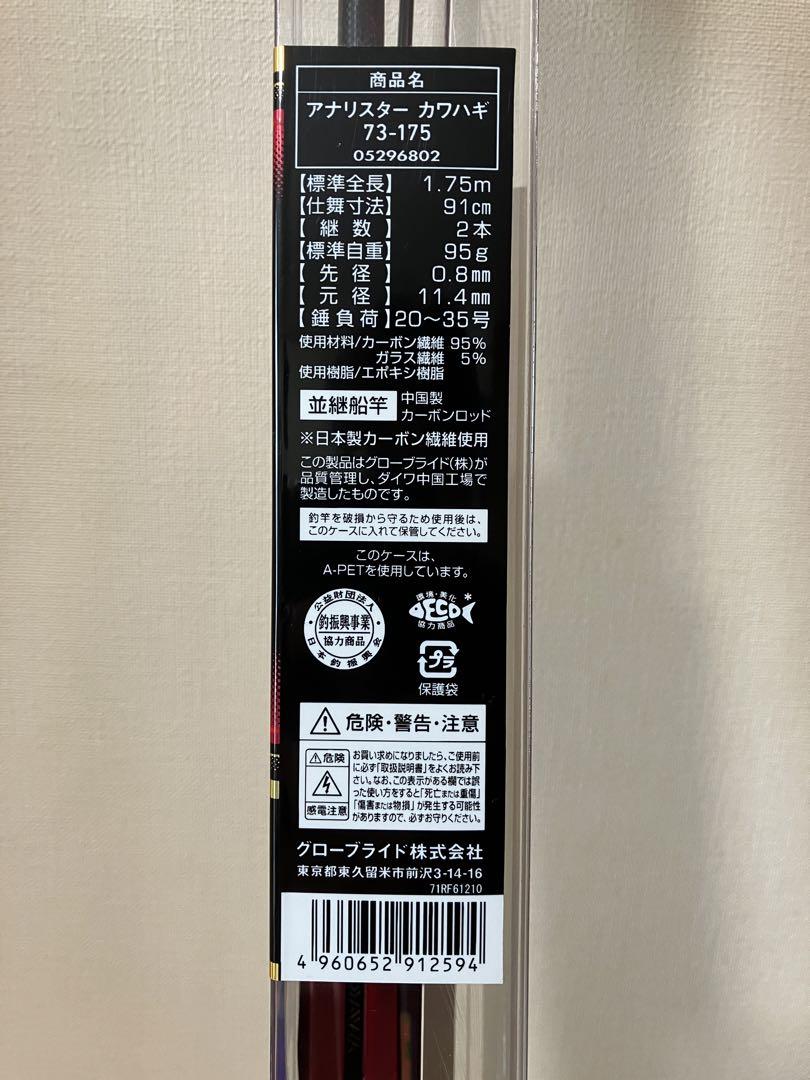 商品名
アナリスター カワハギ
73-175
05296802
【標準全長】 1.75m
【仕舞寸法】 91cm
【継数】 2本
【標準自重】 95g
【先径】 0.8mm
【元径】 11.4mm
【錘負荷】20〜35号
使用材料/カーボン繊維 95%
ガラス繊維 5%
使用樹脂/エポキシ樹脂
並継船竿 中国製
カーボンロッド
※日本製カーボン繊維使用
この製品はグローブライド(株)が
品質管理し、ダイワ中国工場で
製造したものです。
釣竿を破損から守るため使用後は、
このケースに入れて保管してください。
このケースは、
A-PETを使用しています。
公益財団法人
釣振興事業
協力商品
日本釣振興会
環境・美化
ECO*
協力商品
プラ
保護袋
危険・警告・注意
危険
感電注意
お買い求めになりましたら、ご使用前
に必ず「取扱説明書」をよくお読み下
さい。なお、この表示がある欄では誤
った使い方をすると「死亡または重傷」
「傷害または物損」が発生する可能性
がありますので、必ずお守りください。
グローブライド株式会社
東京都東久留米市前沢3-14-16
71RF61210
4 960652 912594